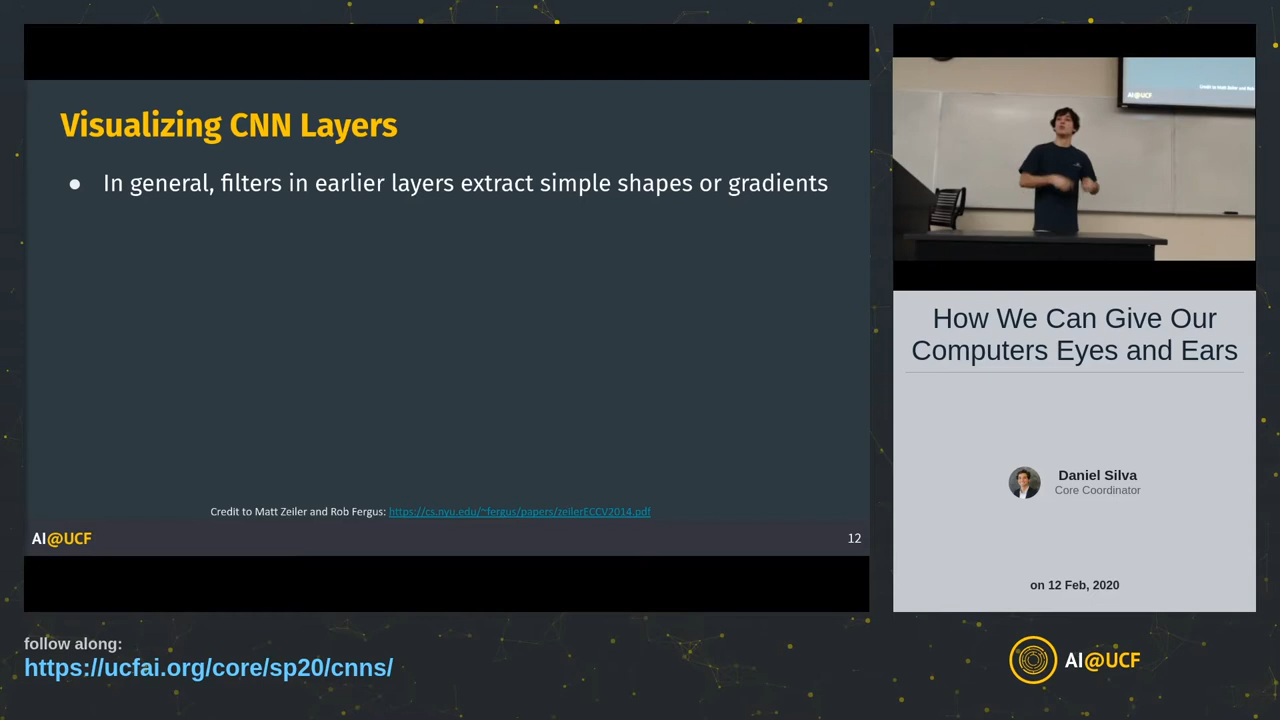 Visualizing CNN Layers
● In general, filters in earlier layers extract simple shapes or gradients
Credit to Matt Zeiler and Rob Fergus: https://cs.nyu.edu/~fergus/papers/zeilerECCV2014.pdf
AI@UCF
12
AI@UCF
How We Can Give Our
Computers Eyes and Ears
Daniel Silva
Core Coordinator
on 12 Feb, 2020
follow along:
https://ucfai.org/core/sp20/cnns/
AI@UCF